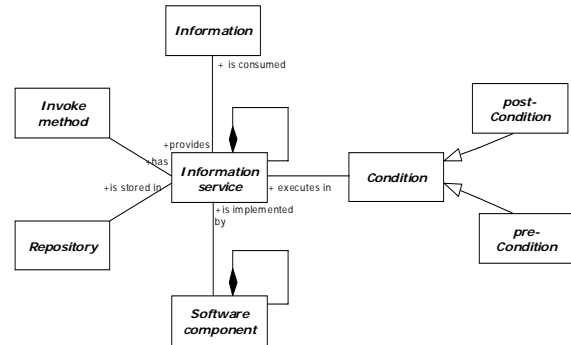 Information
+ is consumed
Invoke
method
post-
Condition
+provides
+has
Information
service
+is stored in
+ executes in
Condition
+is implemented
by
Repository
pre-
Condition
Software
component